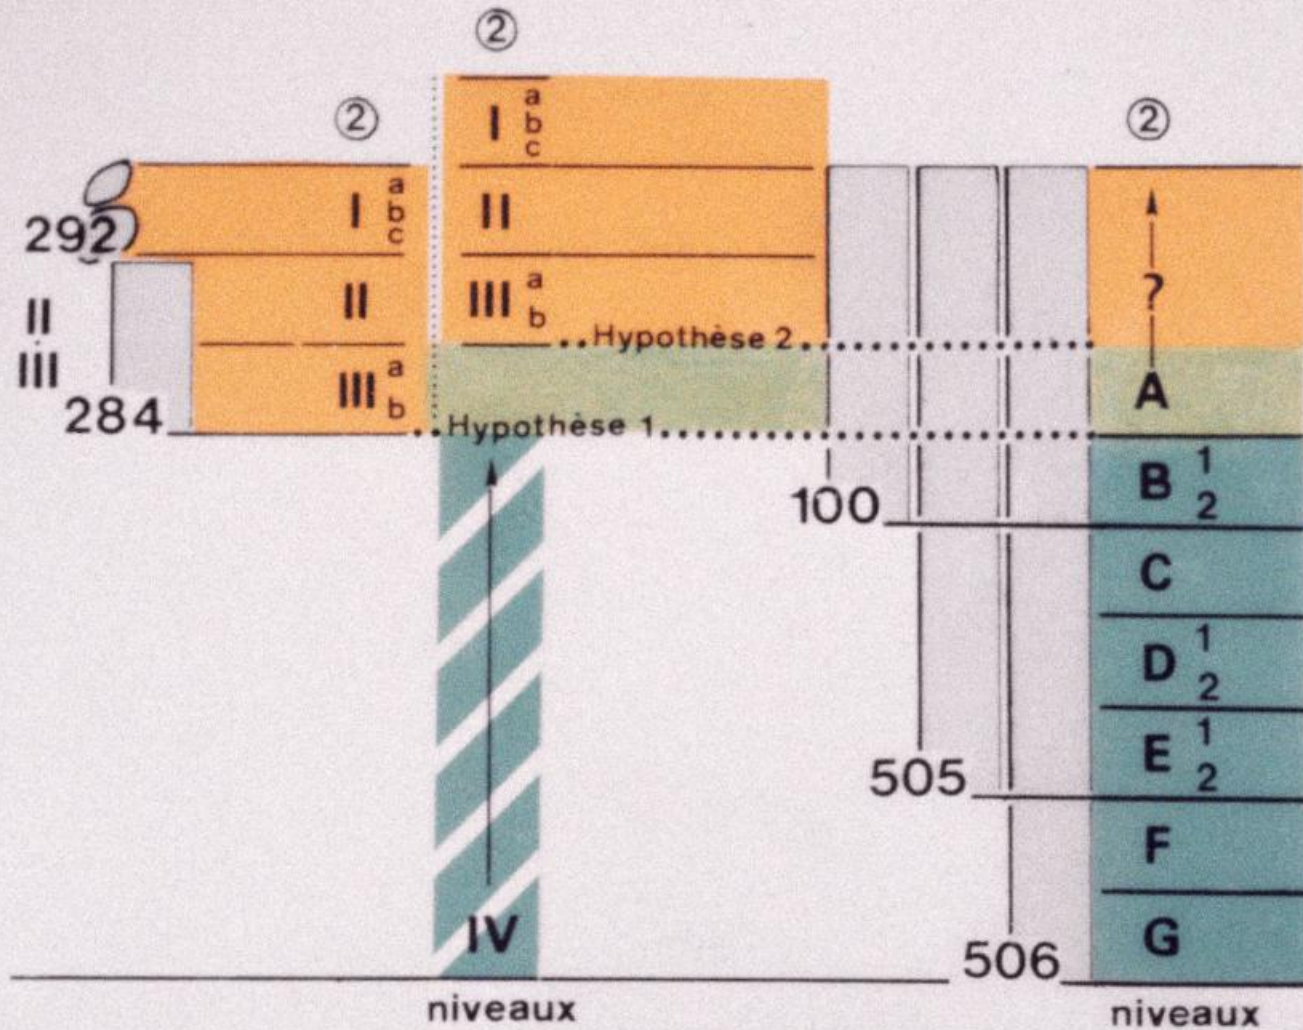 ②
②
②
I a b c
I a b c
II
292
II
III
II
III a b
?
Hypothèse 2
III a b
284
A
Hypothèse 1
B 1 2
100
C
D 1 2
E 1 2
505
F
IV
G
506
niveaux
niveaux